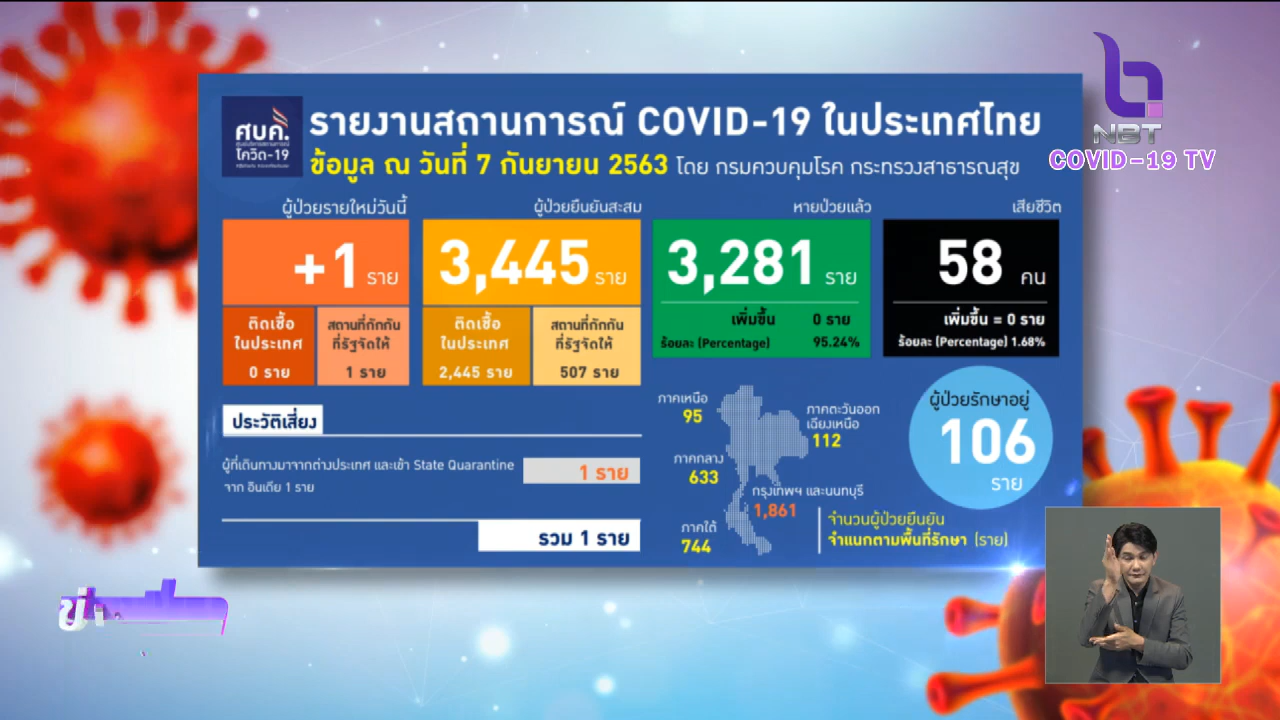 NBT
COVID-19 TV
ศบค.
โควิด-19
รายงานสถานการณ์ COVID-19 ในประเทศไทย
ข้อมูล ณ วันที่ 7 กันยายน 2563 โดย กรมควบคุมโรค กระทรวงสาธารณสุข
ผู้ป่วยรายใหม่วันนี้
+1 ราย
ติดเชื้อ
ในประเทศ
0 ราย
สถานที่กักกัน
ที่รัฐจัดให้
1 ราย
ผู้ป่วยยืนยันสะสม
3,445 ราย
ติดเชื้อ
ในประเทศ
2,445 ราย
สถานที่กักกัน
ที่รัฐจัดให้
507 ราย
หายป่วยแล้ว
3,281 ราย
เพิ่มขึ้น 0 ราย
ร้อยละ (Percentage) 95.24%
เสียชีวิต
58 คน
เพิ่มขึ้น = 0 ราย
ร้อยละ (Percentage) 1.68%
ประวัติเสี่ยง
ผู้ที่เดินทางมาจากต่างประเทศ และเข้า State Quarantine 1 ราย
จาก อินเดีย 1 ราย
รวม 1 ราย
ภาคเหนือ
95
ภาคตะวันออก
เฉียงเหนือ
112
ภาคกลาง
633
กรุงเทพฯ และนนทบุรี
1,861
ภาคใต้
744
ผู้ป่วยรักษาอยู่
106
ราย
จำนวนผู้ป่วยยืนยัน
จำแนกตามพื้นที่รักษา (ราย)